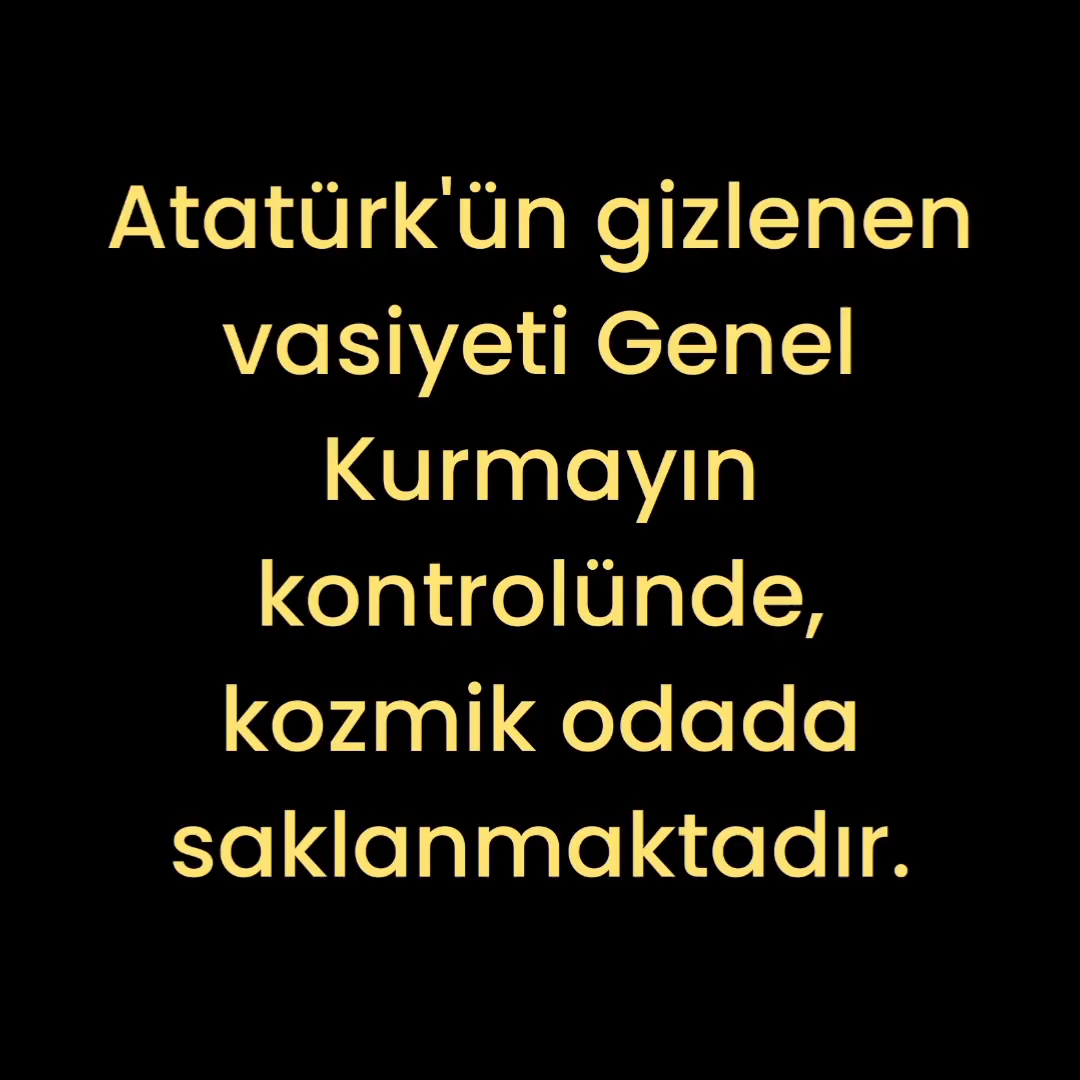 Atatürk'ün gizlenen
vasiyeti Genel
Kurmayın
kontrolünde,
kozmik odada
saklanmaktadır.